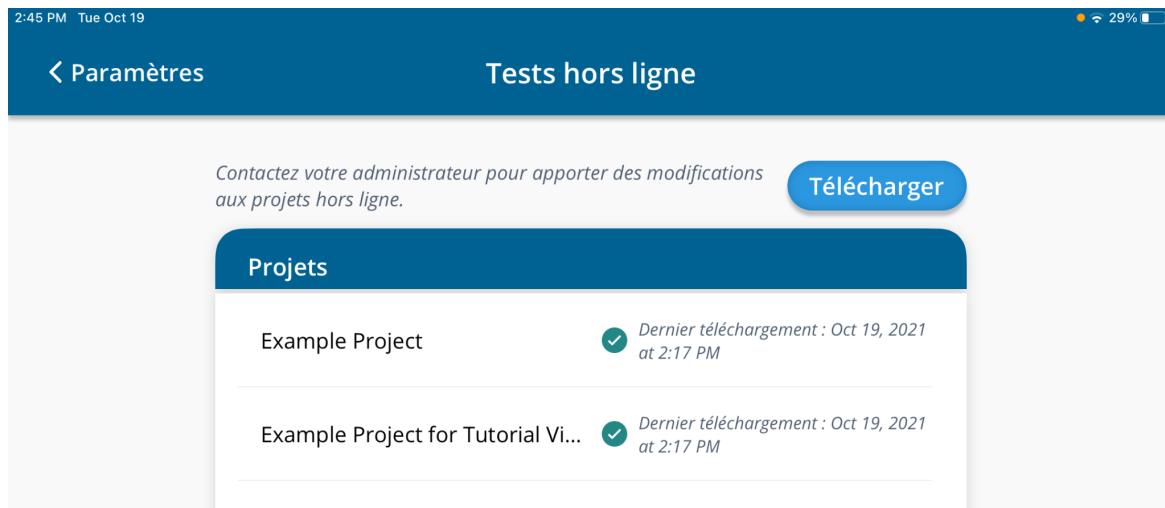 2:45 PM Tue Oct 19
29%
Paramètres
Tests hors ligne
Contactez votre administrateur pour apporter des modifications
aux projets hors ligne.
Télécharger
Projets
Example Project
Dernier téléchargement : Oct 19, 2021
at 2:17 PM
Example Project for Tutorial Vi...
Dernier téléchargement : Oct 19, 2021
at 2:17 PM